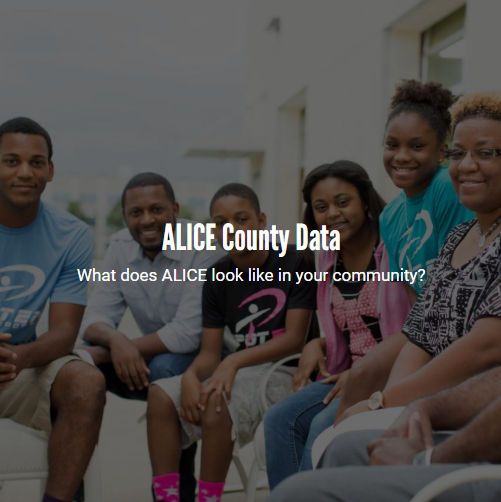 ALICE County Data
What does ALICE look like in your community?